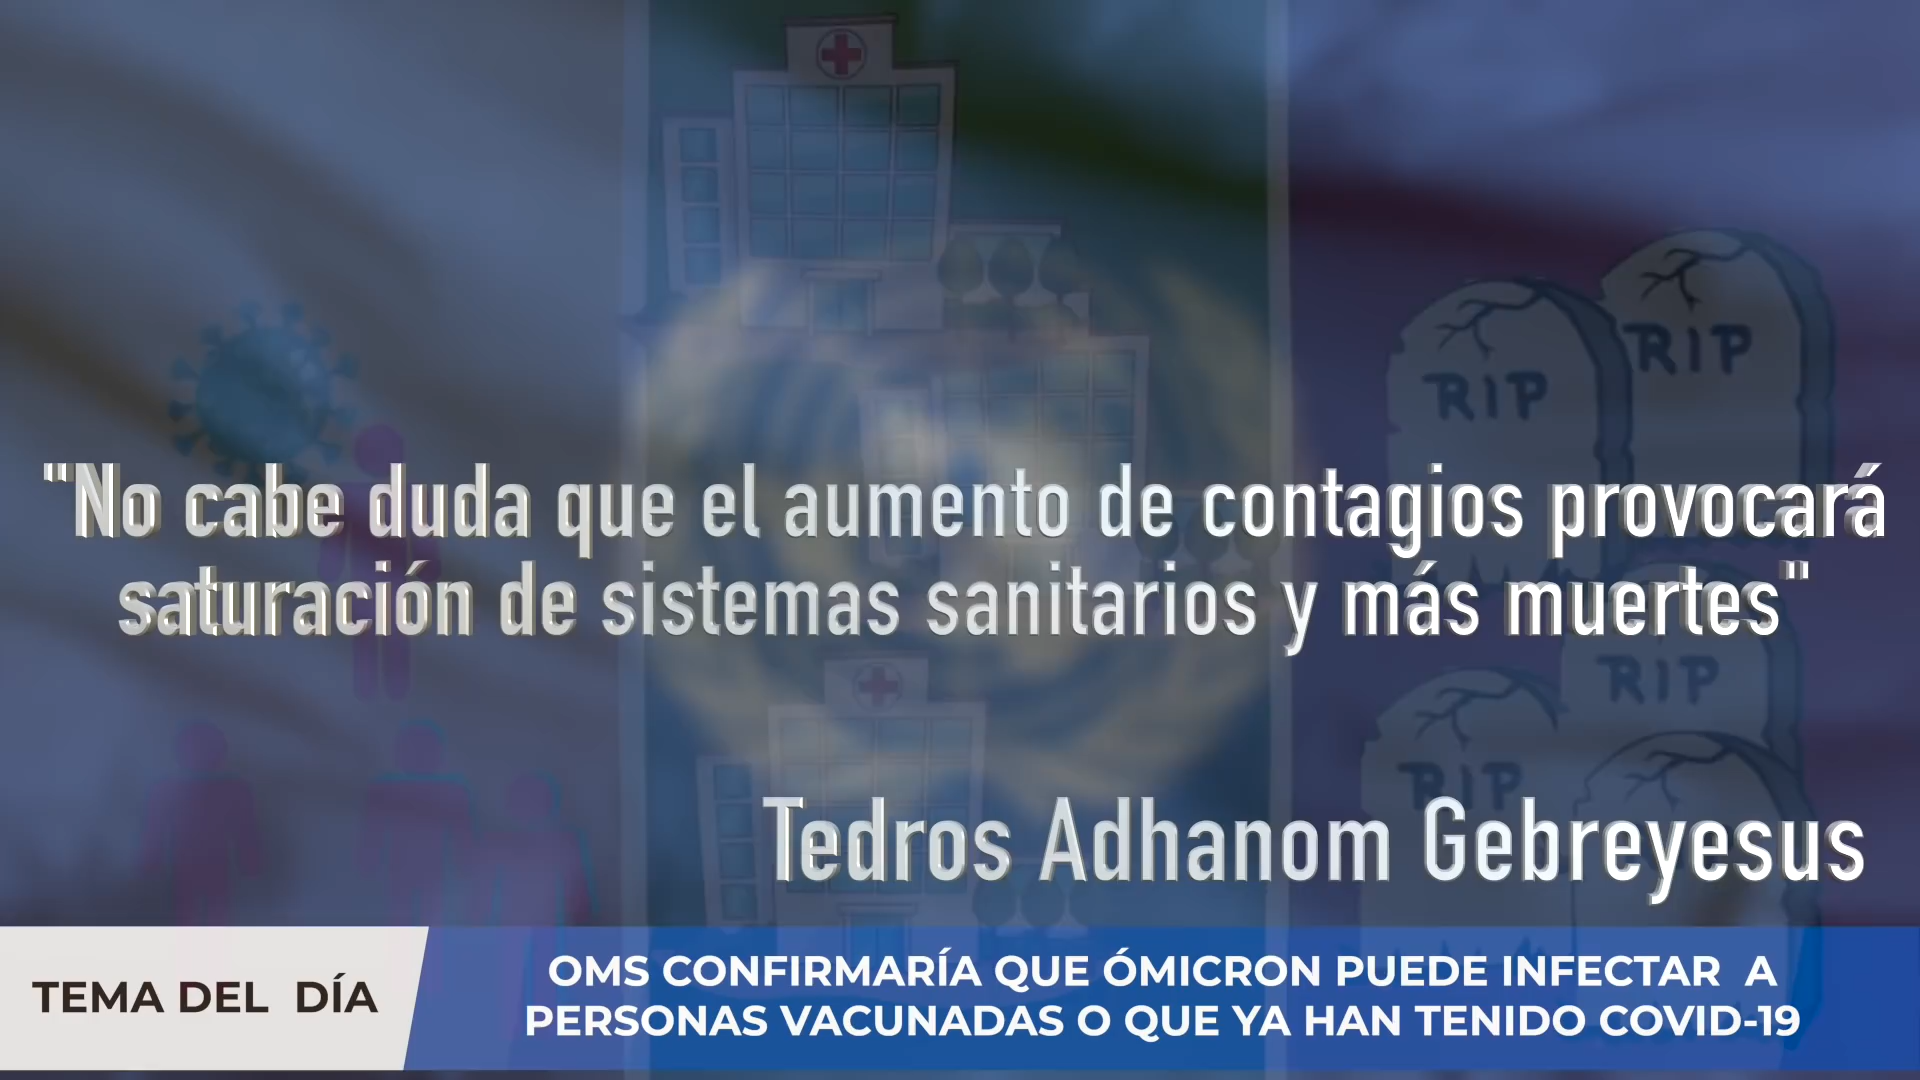 RIP
RIP
"No cabe duda que el aumento de contagios provocará
saturación de sistemas sanitarios y más muertes"
RIP
RIP
Tedros Adhanom Gebreyesus
TEMA DEL DÍA
OMS CONFIRMARÍA QUE ÓMICRON PUEDE INFECTAR A
PERSONAS VACUNADAS O QUE YA HAN TENIDO COVID-19